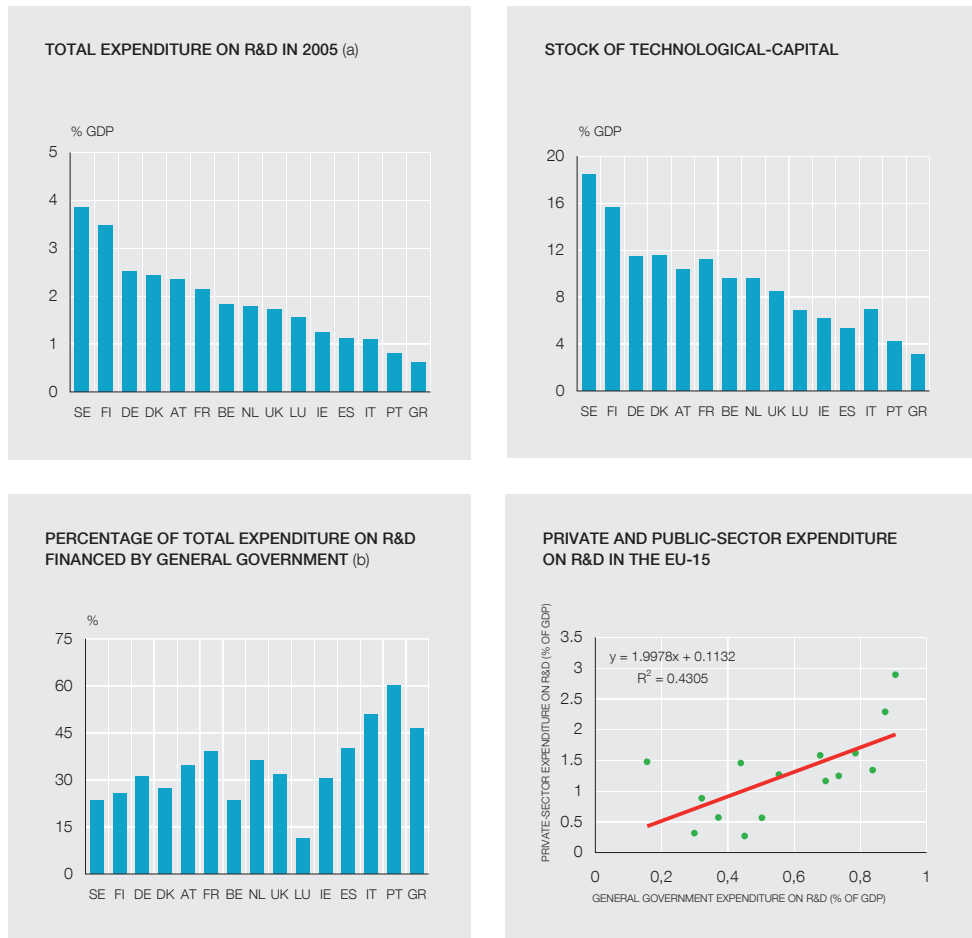 TOTAL EXPENDITURE ON R&D IN 2005 (a)
% GDP
5
4
3
2
1
0
SE FI DE DK AT FR BE NL UK LU IE ES IT PT GR
STOCK OF TECHNOLOGICAL-CAPITAL
% GDP
20
16
12
8
4
0
SE FI DE DK AT FR BE NL UK LU IE ES IT PT GR
PERCENTAGE OF TOTAL EXPENDITURE ON R&D
FINANCED BY GENERAL GOVERNMENT (b)
%
75
60
45
30
15
0
SE FI DE DK AT FR BE NL UK LU IE ES IT PT GR
PRIVATE AND PUBLIC-SECTOR EXPENDITURE
ON R&D IN THE EU-15
PRIVATE-SECTOR EXPENDITURE ON R&D (% OF GDP)
3.5
3
2.5
2
1.5
1
0.5
0
y = 1.9978x + 0.1132
R² = 0.4305
0 0,2 0,4 0,6 0,8 1
GENERAL GOVERNMENT EXPENDITURE ON R&D (% OF GDP)